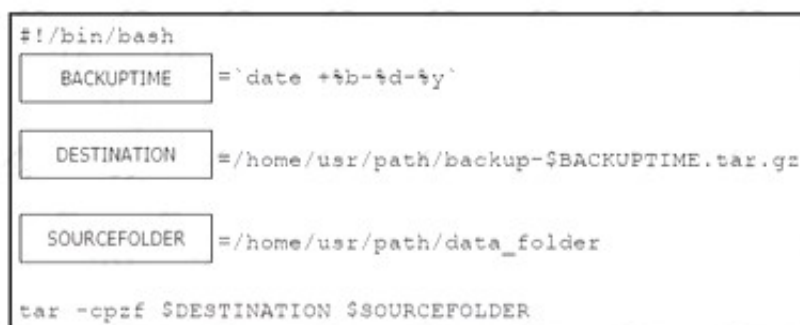 #!/bin/bash
BACKUPTIME =`date +%b-%d-%y`
DESTINATION =/home/usr/path/backup-$BACKUPTIME.tar.gz
SOURCEFOLDER =/home/usr/path/data_folder
tar -cpzf $DESTINATION $SOURCEFOLDER